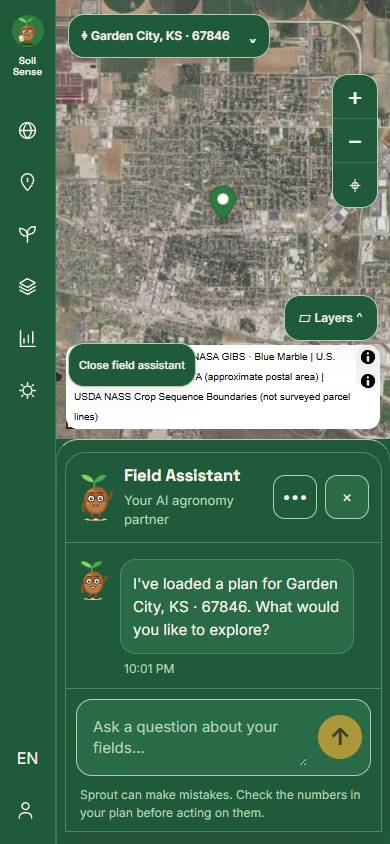 Soil
Sense
Garden City, KS · 67846
+
−
Layers ^
Close field assistant
NASA GIBS · Blue Marble | U.S.
A (approximate postal area) |
USDA NASS Crop Sequence Boundaries (not surveyed parcel
lines)
Field Assistant
Your AI agronomy
partner
•••
×
I've loaded a plan for Garden
City, KS · 67846. What would
you like to explore?
10:01 PM
Ask a question about your
fields...
Sprout can make mistakes. Check the numbers in
your plan before acting on them.
EN